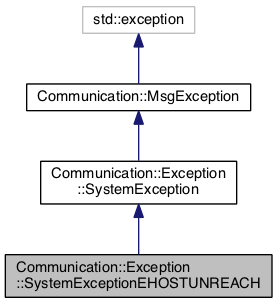 std::exception
Communication::MsgException
Communication::Exception
::SystemException
Communication::Exception
::SystemExceptionEHOSTUNREACH